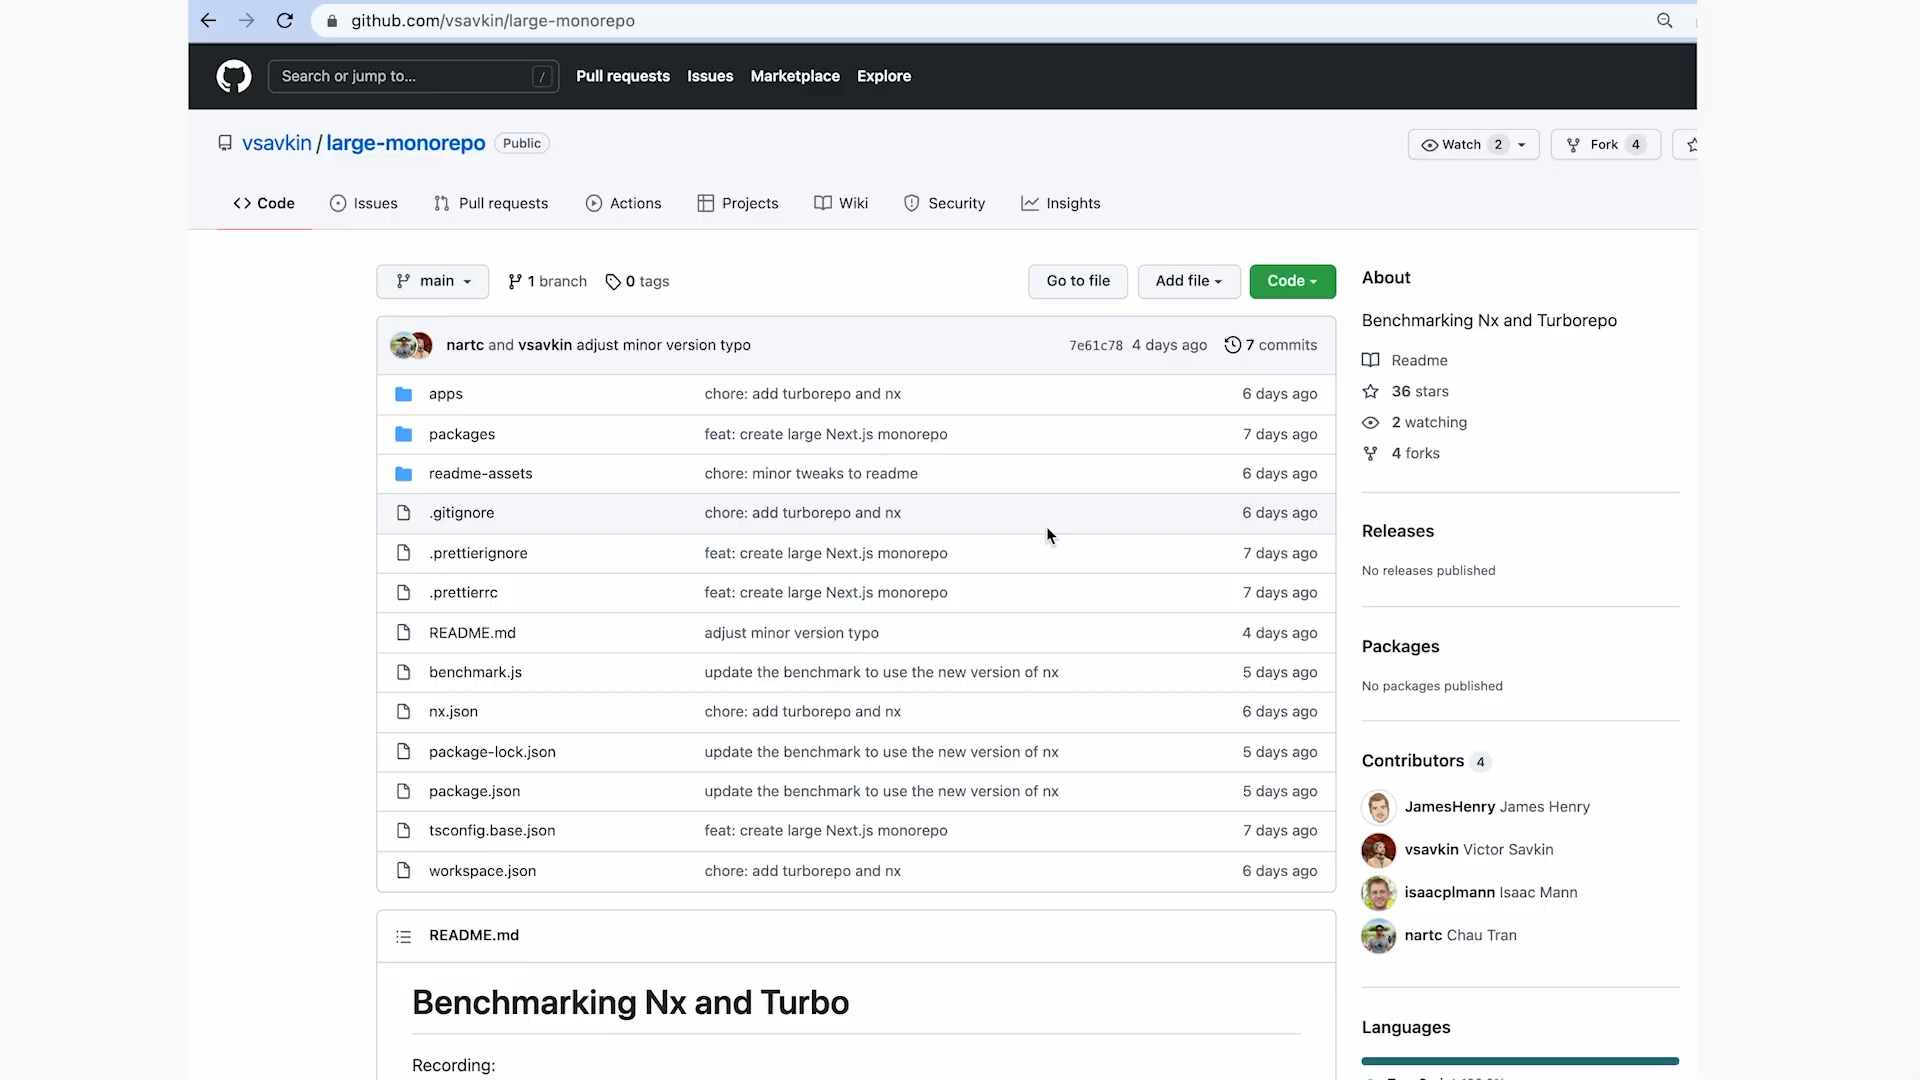 github.com/vsavkin/large-monorepo
Search or jump to... /
Pull requests Issues Marketplace Explore
vsavkin / large-monorepo Public
Watch 2 Fork 4
Code Issues Pull requests Actions Projects Wiki Security Insights
main 1 branch 0 tags Go to file Add file Code
nartc and vsavkin adjust minor version typo 7e61c78 4 days ago 7 commits
apps chore: add turborepo and nx 6 days ago
packages feat: create large Next.js monorepo 7 days ago
readme-assets chore: minor tweaks to readme 6 days ago
.gitignore chore: add turborepo and nx 6 days ago
.prettierignore feat: create large Next.js monorepo 7 days ago
.prettierrc feat: create large Next.js monorepo 7 days ago
README.md adjust minor version typo 4 days ago
benchmark.js update the benchmark to use the new version of nx 5 days ago
nx.json chore: add turborepo and nx 6 days ago
package-lock.json update the benchmark to use the new version of nx 5 days ago
package.json update the benchmark to use the new version of nx 5 days ago
tsconfig.base.json feat: create large Next.js monorepo 7 days ago
workspace.json chore: add turborepo and nx 6 days ago
README.md
Benchmarking Nx and Turbo
Recording:
About
Benchmarking Nx and Turborepo
Readme
36 stars
2 watching
4 forks
Releases
No releases published
Packages
No packages published
Contributors 4
JamesHenry James Henry
vsavkin Victor Savkin
isaacplmann Isaac Mann
nartc Chau Tran
Languages